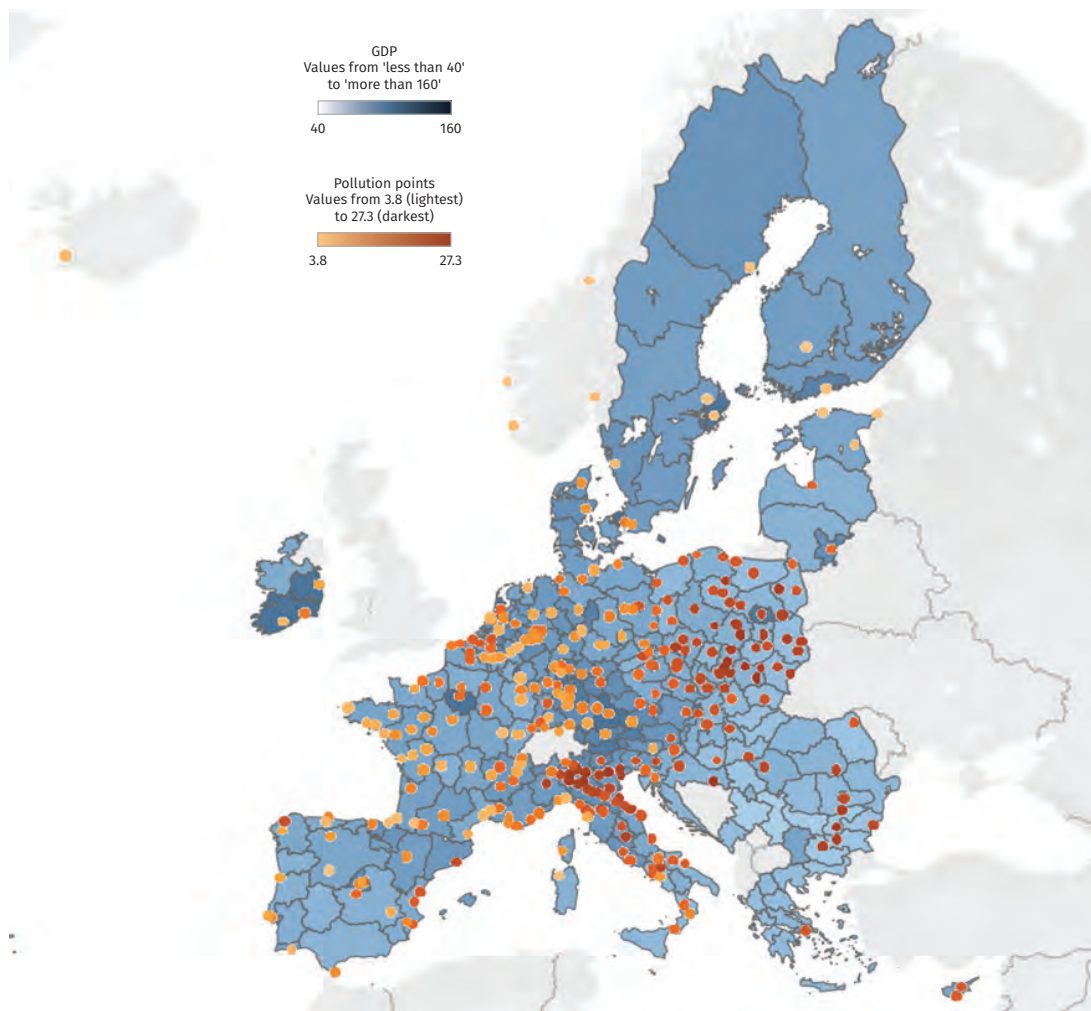 GDP
Values from 'less than 40'
to 'more than 160'
40 160
Pollution points
Values from 3.8 (lightest)
to 27.3 (darkest)
3.8 27.3